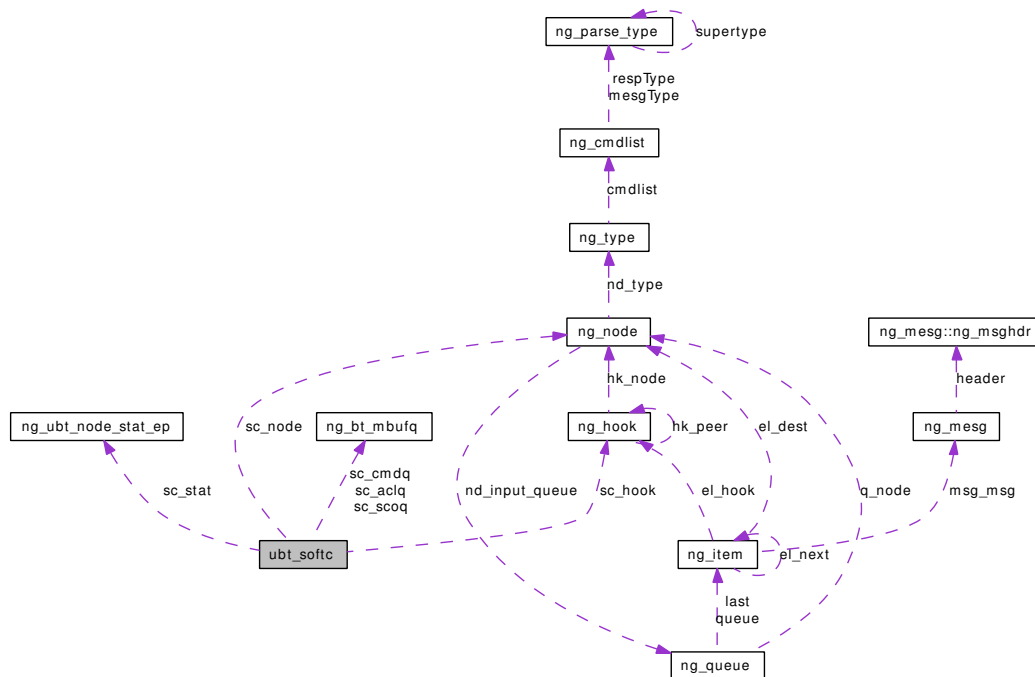 ng_parse_type
supertype
respType
mesgType
ng_cmdlist
cmdlist
ng_type
nd_type
ng_node
ng_mesg::ng_msghdr
hk_node
header
ng_ubt_node_stat_ep
sc_node
ng_bt_mbufq
ng_hook
hk_peer
el_dest
ng_mesg
sc_stat
sc_cmdq
sc_aclq
sc_scoq
nd_input_queue
sc_hook
el_hook
q_node
msg_msg
ubt_softc
ng_item
el_next
last
queue
ng_queue